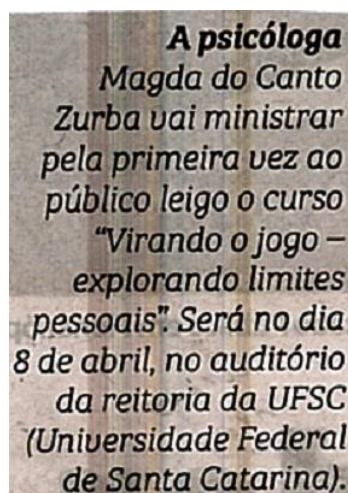 A psicóloga
Magda do Canto
Zurba vai ministrar
pela primeira vez ao
público leigo o curso
“Virando o jogo –
explorando limites
pessoais”. Será no dia
8 de abril, no auditório
da reitoria da UFSC
(Universidade Federal
de Santa Catarina).